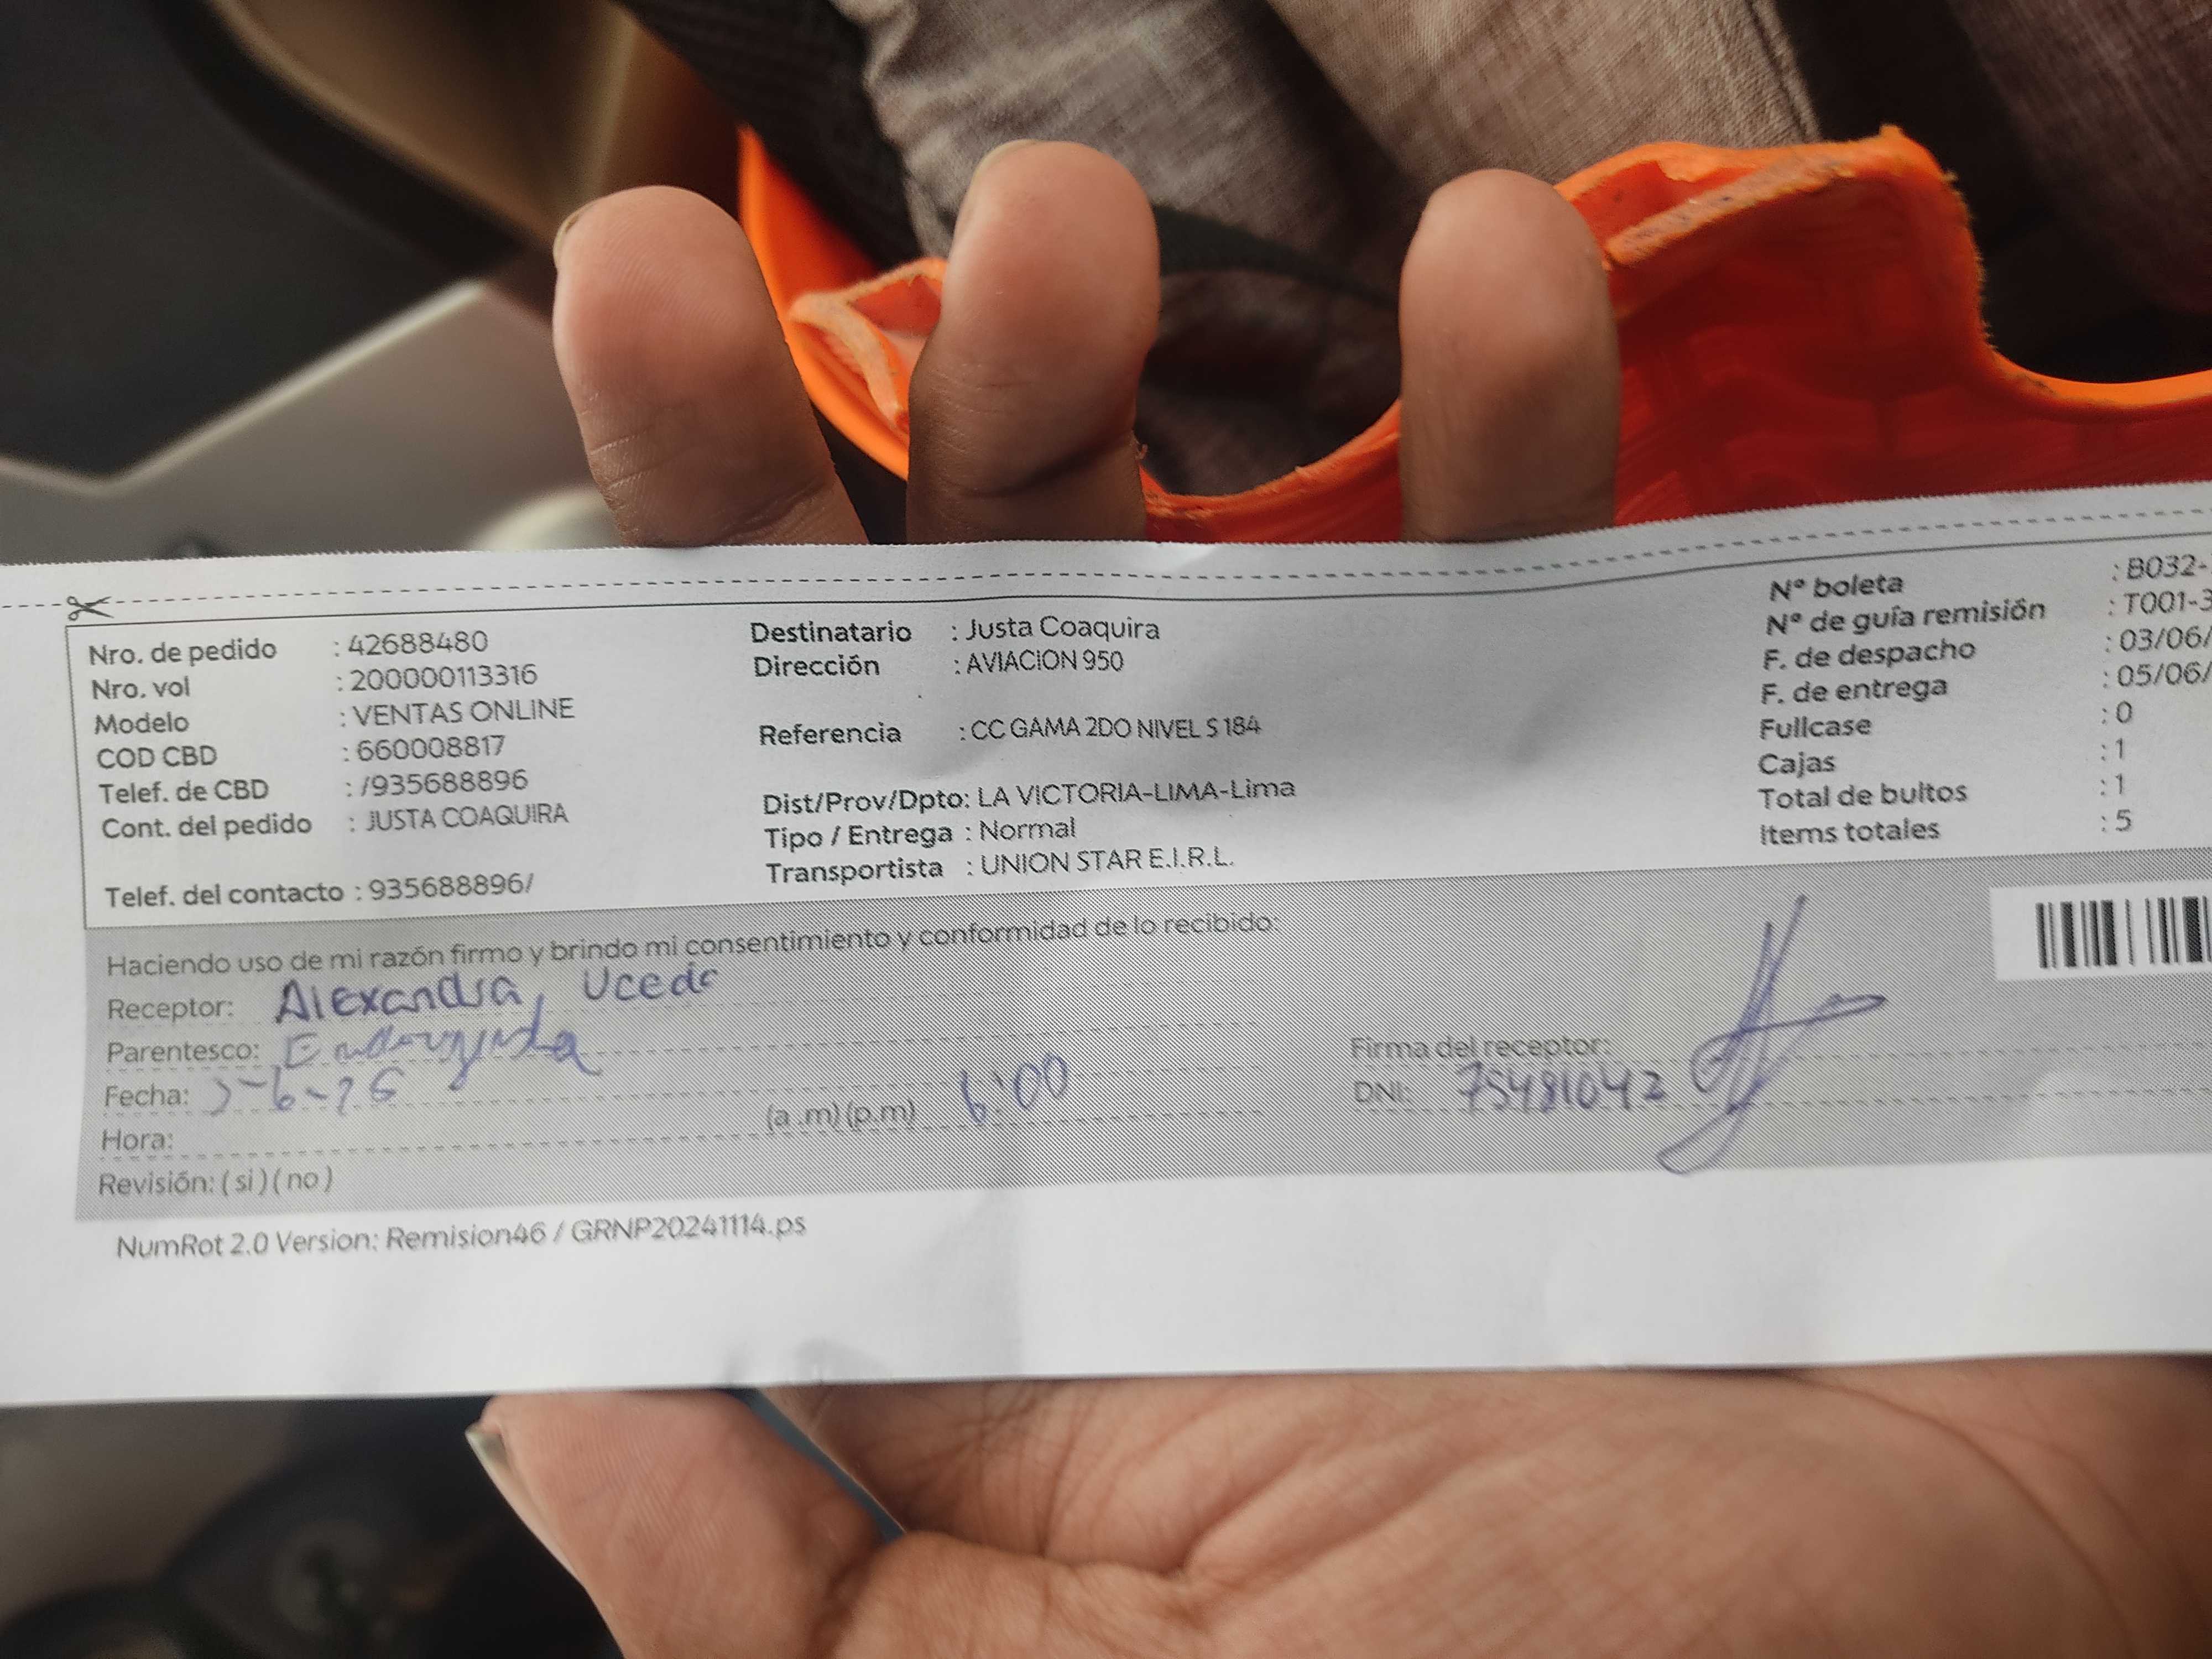 Nro. de pedido : 42688480
Nro. vol : 200000113316
Modelo : VENTAS ONLINE
COD CBD : 660008817
Telef. de CBD : /935688896
Cont. del pedido : JUSTA COAQUIRA
Telef. del contacto : 935688896/
Destinatario : Justa Coaquira
Dirección : AVIACION 950
Referencia : CC GAMA 2DO NIVEL S 184
Dist/Prov/Dpto: LA VICTORIA-LIMA-Lima
Tipo / Entrega : Normal
Transportista : UNION STAR E.I.R.L.
Nº boleta : B032-
Nº de guía remisión : T001-3
F. de despacho : 03/06/
F. de entrega : 05/06/
Fullcase : 0
Cajas : 1
Total de bultos : 1
Items totales : 5
Haciendo uso de mi razón firmo y brindo mi consentimiento y conformidad de lo recibido:
Receptor: Alexandra Uceda
Parentesco:
Fecha:
Hora: (a .m) (p.m) 6:00
Revisión: ( si ) ( no )
Firma del receptor:
DNI: 75481042
NumRot 2.0 Version: Remision46 / GRNP20241114.ps